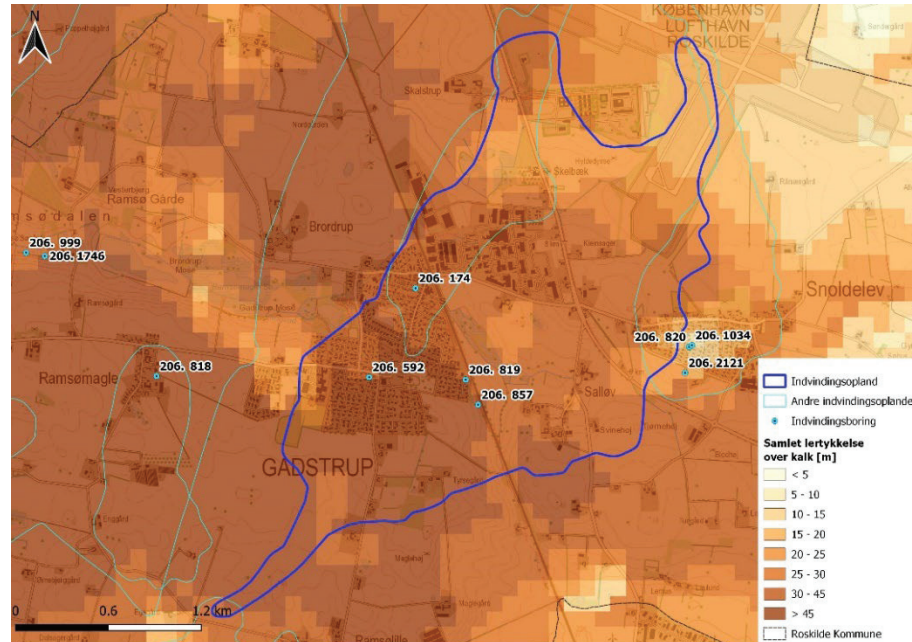 N
KØBENHAVNS
LUFTHAVN
ROSKILDE
Skalstrup
Skelbæk
Ramsø Gårde
Brordrup
206. 999
206. 1746
206. 174
Snoldelev
206. 820
206. 1034
206. 2121
206. 818
Ramsømagle
206. 592
206. 819
206. 857
Salløv
GADSTRUP
Ramsølille
0 0.6 1.2 km
Indvindingsopland
Andre indvindingsoplande
Indvindingsboring
Samlet lertykkelse
over kalk [m]
< 5
5 - 10
10 - 15
15 - 20
20 - 25
25 - 30
30 - 45
> 45
Roskilde Kommune